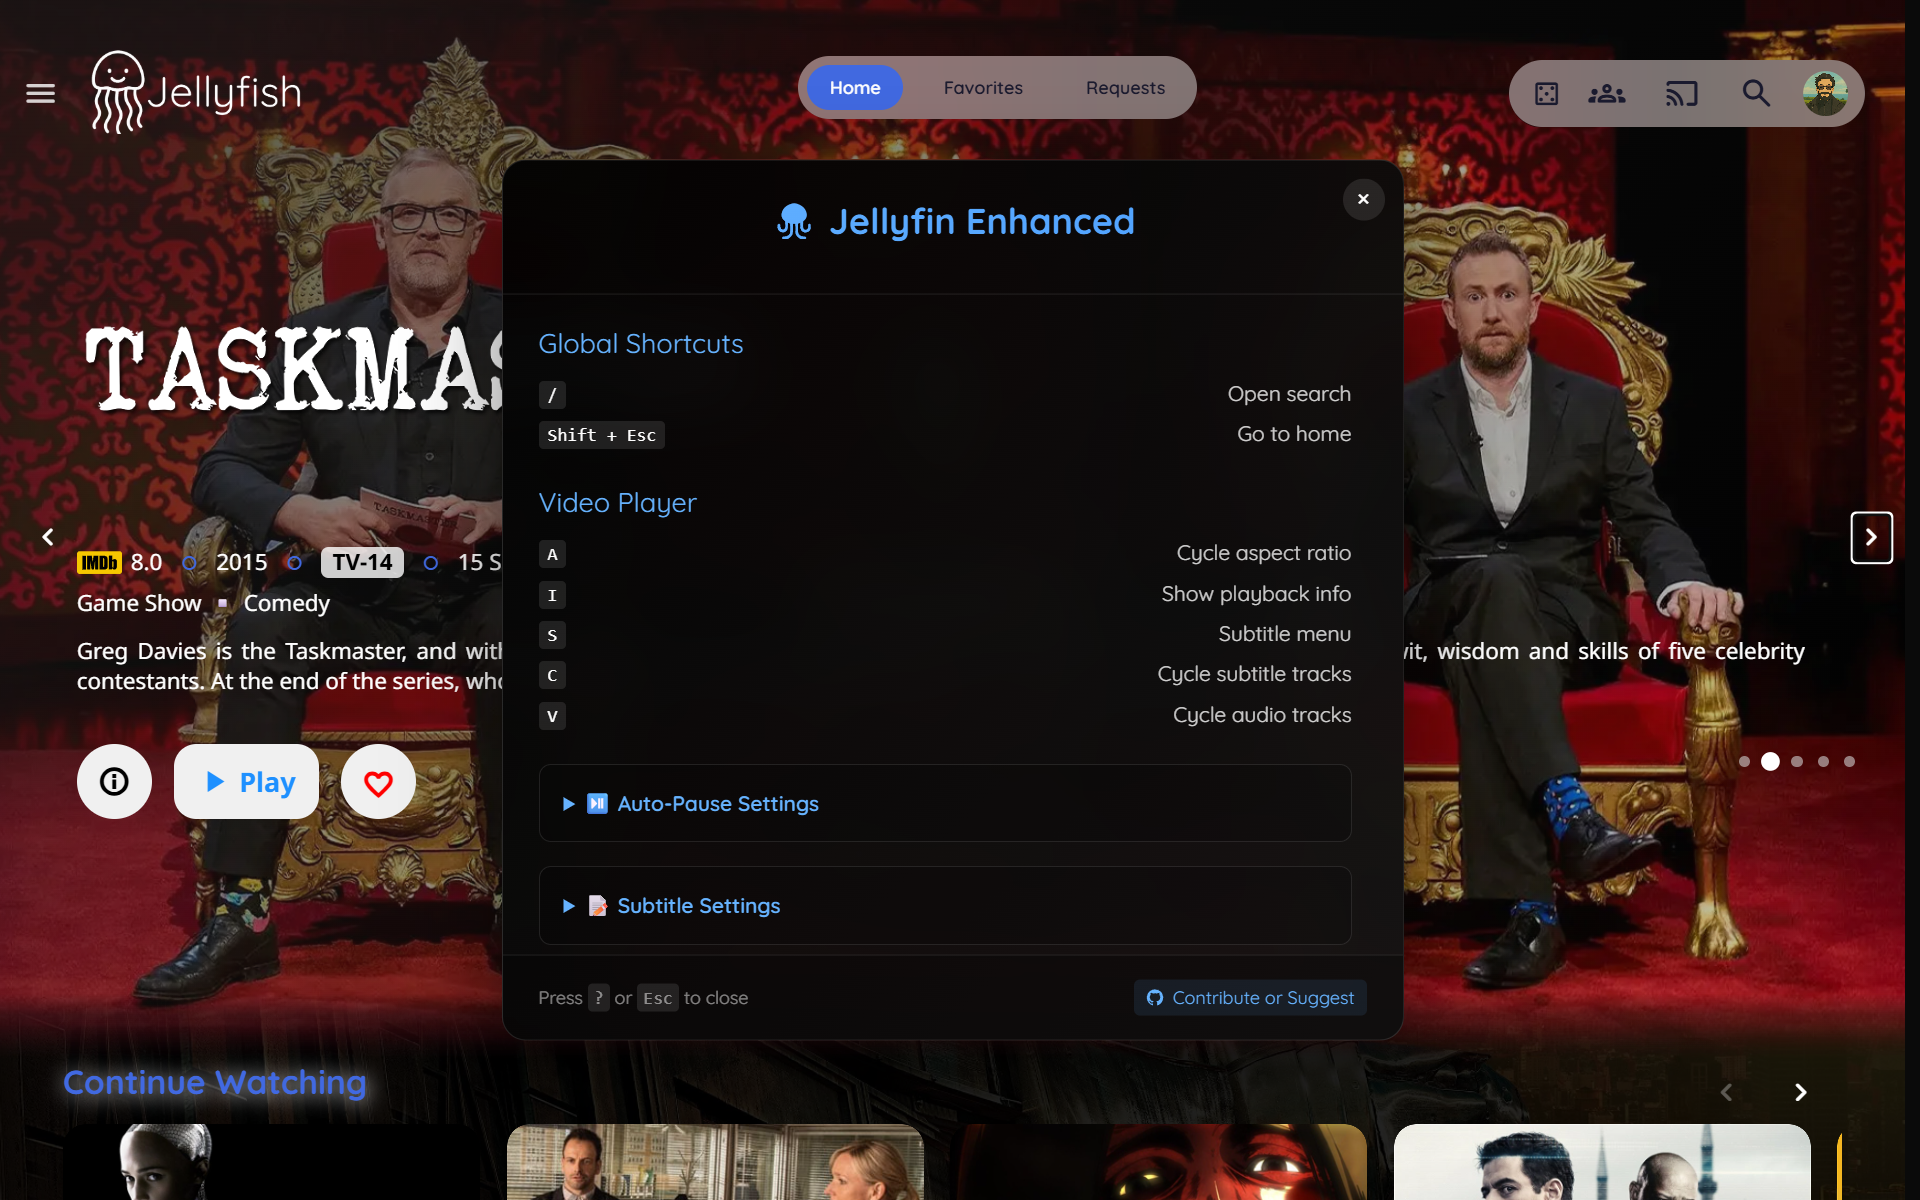 Jellyfish
Home
Favorites
Requests
Jellyfin Enhanced
Global Shortcuts
/ Open search
Shift + Esc Go to home
Video Player
A Cycle aspect ratio
I Show playback info
S Subtitle menu
C Cycle subtitle tracks
V Cycle audio tracks
Auto-Pause Settings
Subtitle Settings
Press ? or Esc to close
Contribute or Suggest
TASKMAS
TASKMASTER
IMDb 8.0 2015 TV-14 15 S
Game Show Comedy
Greg Davies is the Taskmaster, and with wit, wisdom and skills of five celebrity
contestants. At the end of the series, who
Play
Continue Watching